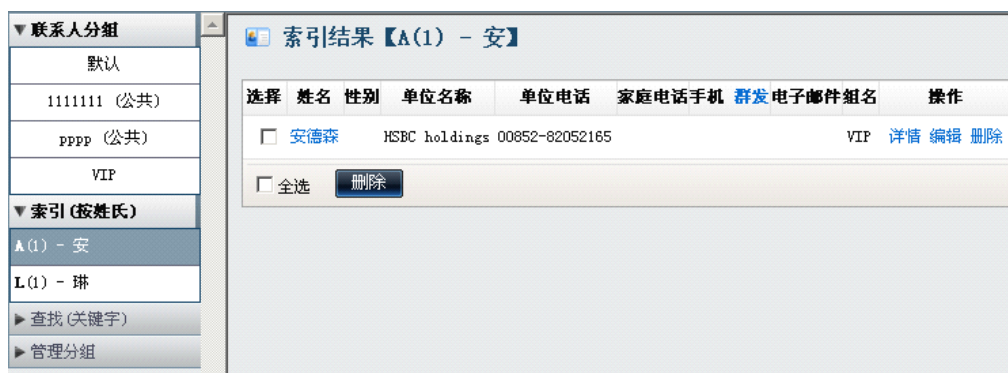 联系人分组
默认
1111111 (公共)
pppp (公共)
VIP
索引(按姓氏)
A(1) - 安
L(1) - 琳
查找(关键字)
管理分组
索引结果【A(1) - 安】
选择 姓名 性别 单位名称 单位电话 家庭电话 手机 群发 电子邮件 组名 操作
安德森 HSBC holdings 00852-82052165 VIP 详情 编辑 删除
全选 删除